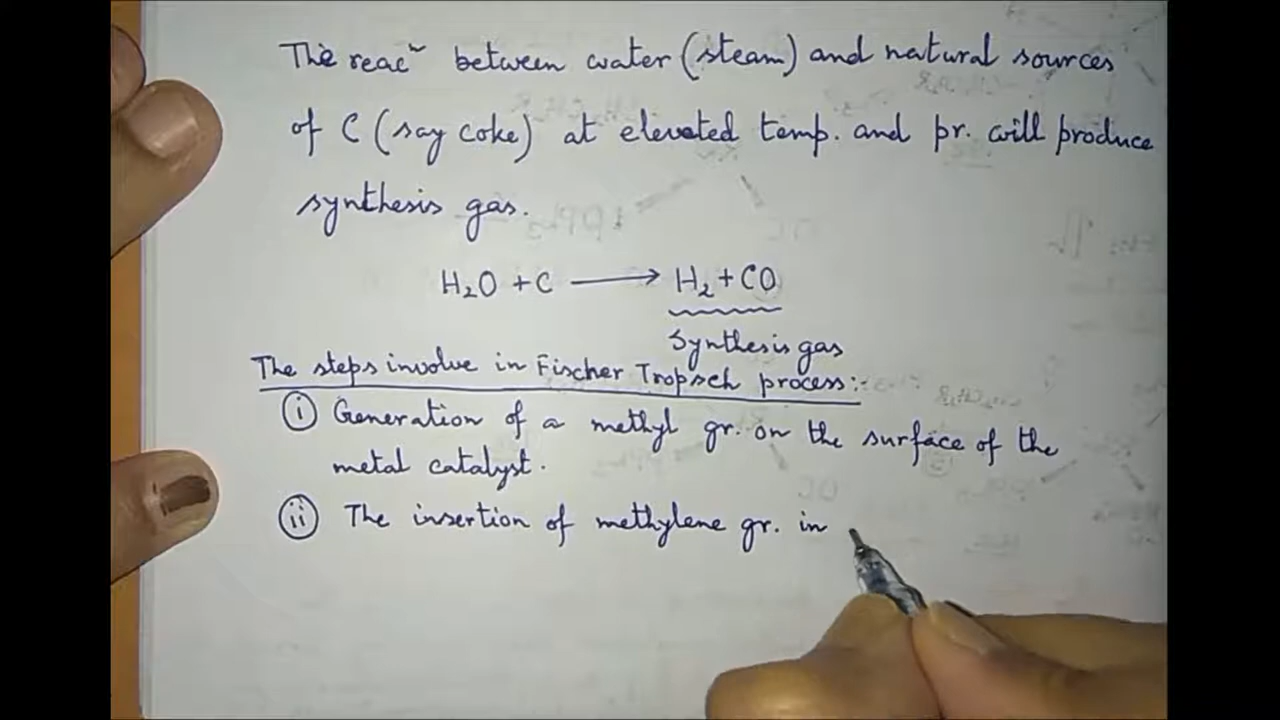 The reacⁿ between water (steam) and natural sources
of C (say coke) at elevated temp. and pr. will produce
synthesis gas.
H₂O + C ⟶ H₂ + CO
Synthesis gas
The steps involve in Fischer Tropsch process:-
(i) Generation of a methyl gr. on the surface of the
metal catalyst.
(ii) The insertion of methylene gr. in